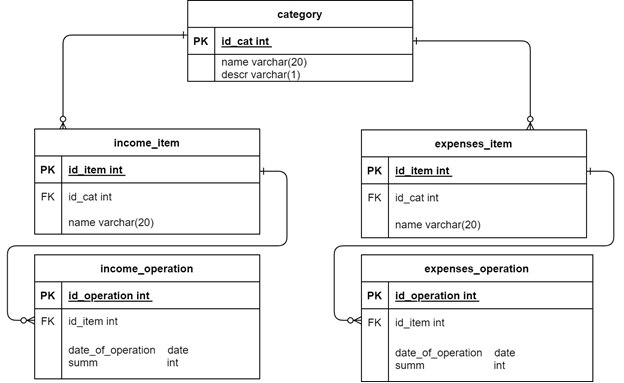 category
PK id_cat int
name varchar(20)
descr varchar(1)
income_item
PK id_item int
FK id_cat int
name varchar(20)
expenses_item
PK id_item int
FK id_cat int
name varchar(20)
income_operation
PK id_operation int
FK id_item int
date_of_operation date
summ int
expenses_operation
PK id_operation int
FK id_item int
date_of_operation date
summ int